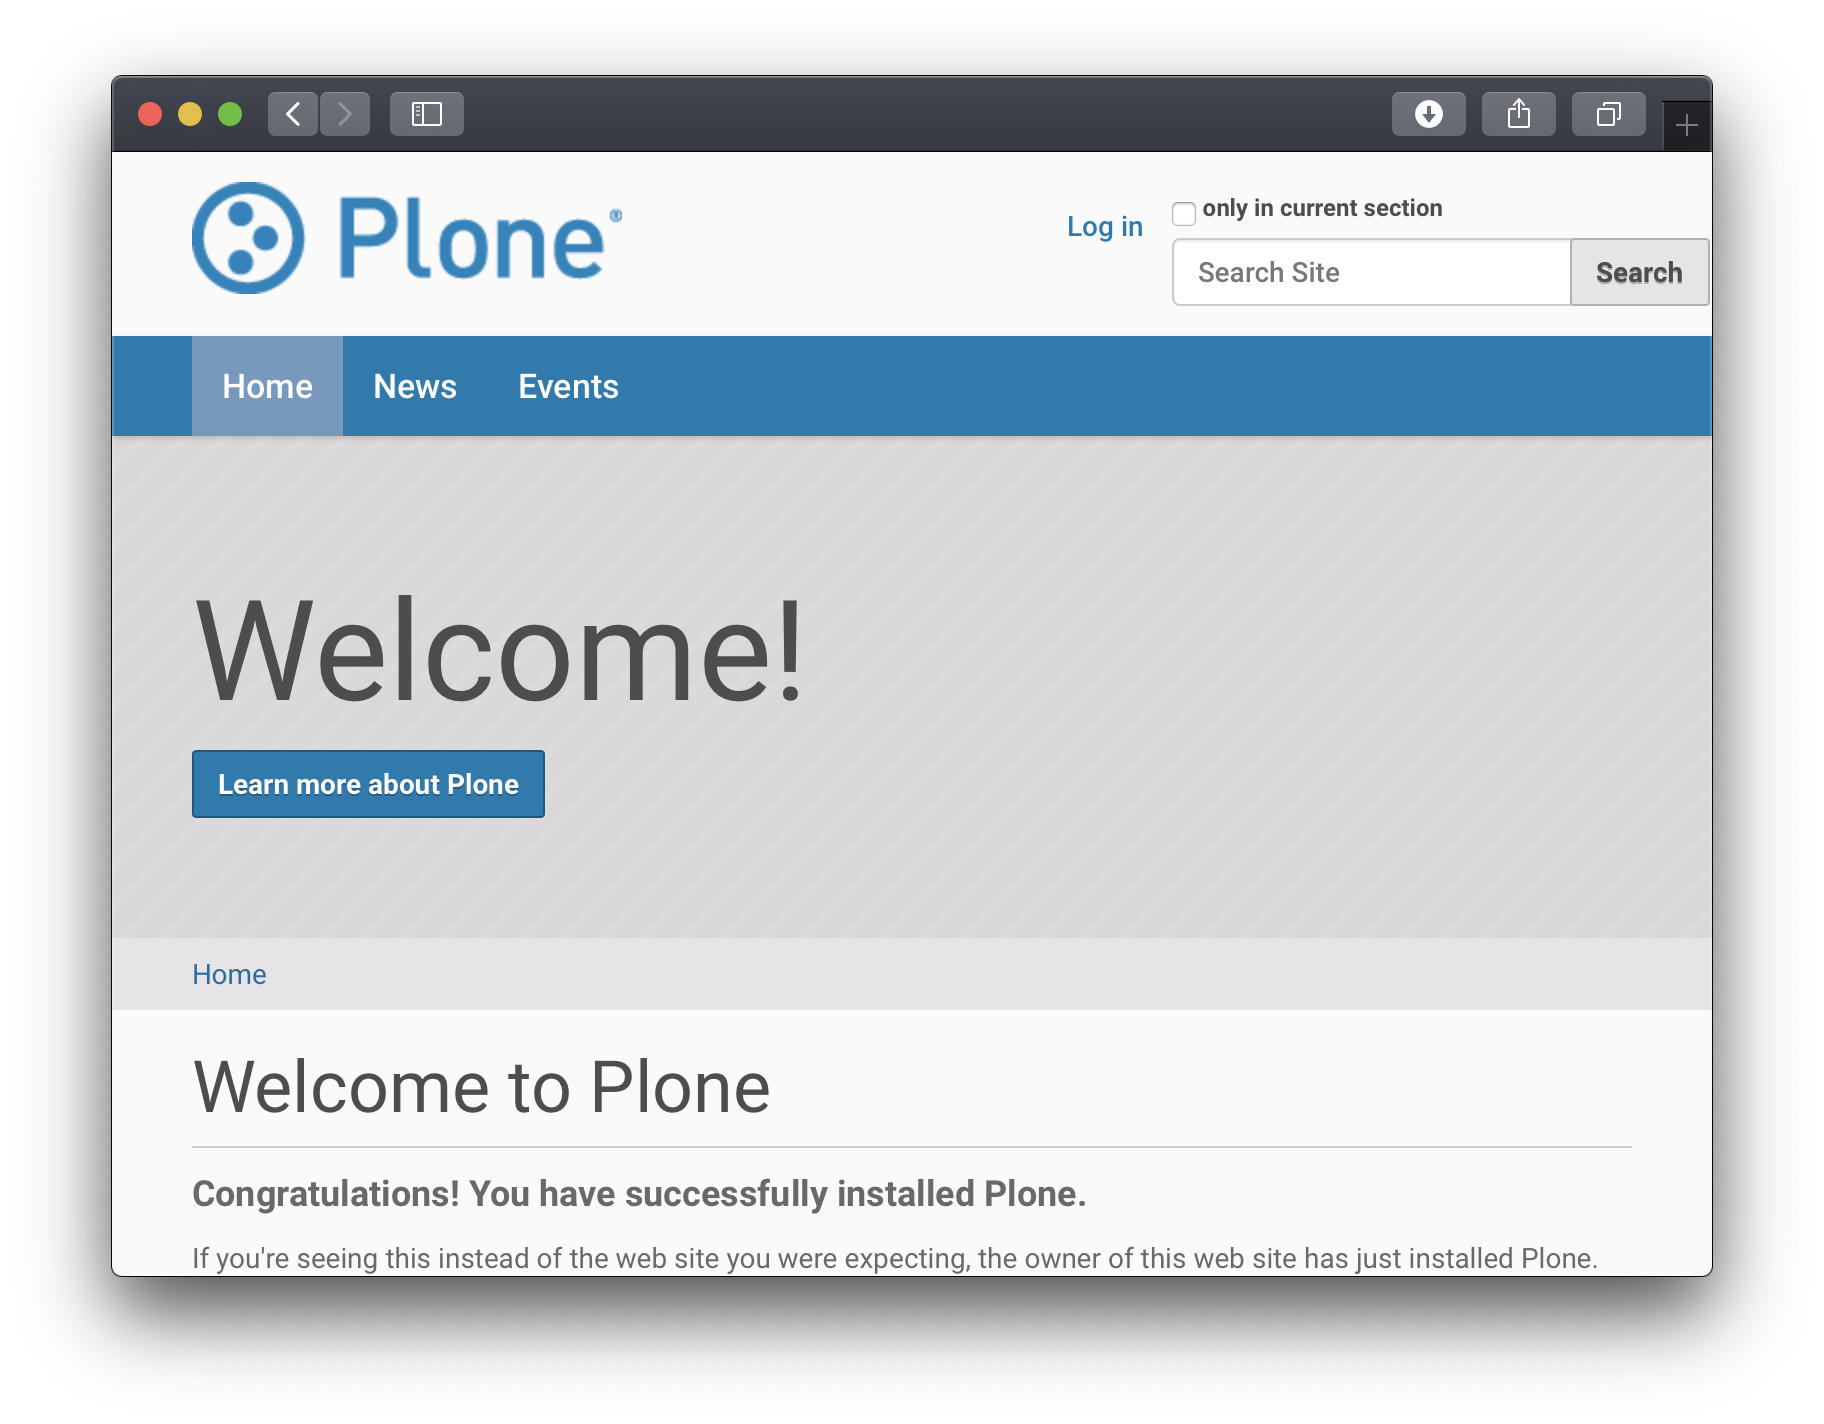 Plone®
Log in
only in current section
Search Site
Search
Home
News
Events
Welcome!
Learn more about Plone
Home
Welcome to Plone
Congratulations! You have successfully installed Plone.
If you're seeing this instead of the web site you were expecting, the owner of this web site has just installed Plone.